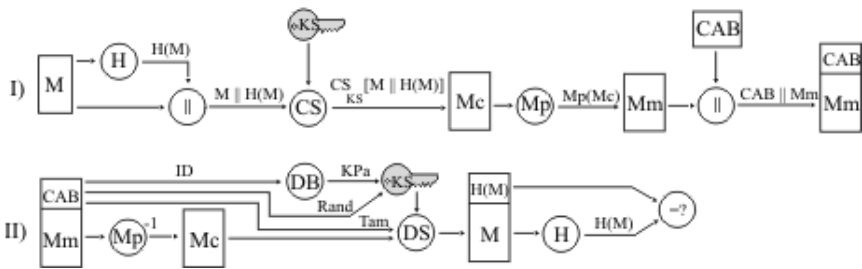 CAB
KS
H
H(M)
CAB
I)
M
M || H(M)
CS
CS [M || H(M)]
KS
Mc
Mp
Mp(Mc)
Mm
||
||
CAB || Mm
Mm
ID
DB
KPa
KS
H(M)
CAB
Rand
=?
Tam
II)
Mm
Mp-1
Mc
DS
M
H
H(M)